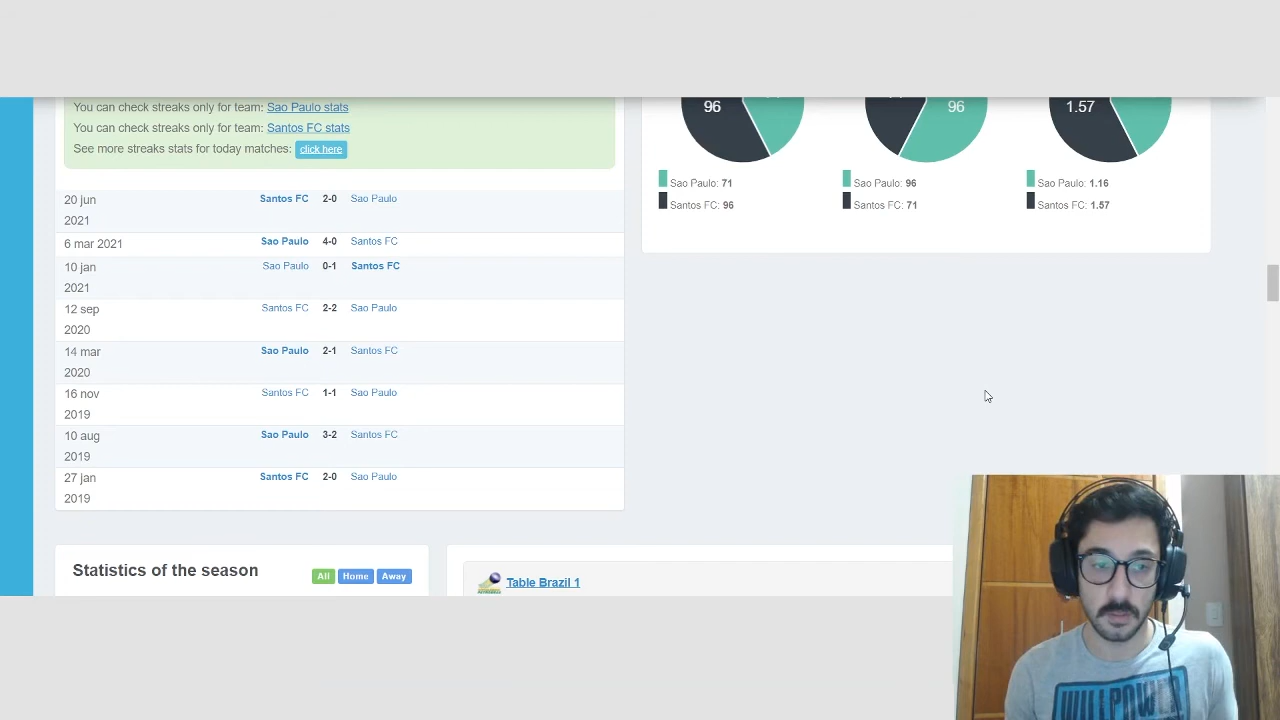 You can check streaks only for team: Sao Paulo stats
You can check streaks only for team: Santos FC stats
See more streaks stats for today matches: click here
20 jun 2021 Santos FC 2-0 Sao Paulo
6 mar 2021 Sao Paulo 4-0 Santos FC
10 jan 2021 Sao Paulo 0-1 Santos FC
12 sep 2020 Santos FC 2-2 Sao Paulo
14 mar 2020 Sao Paulo 2-1 Santos FC
16 nov 2019 Santos FC 1-1 Sao Paulo
10 aug 2019 Sao Paulo 3-2 Santos FC
27 jan 2019 Santos FC 2-0 Sao Paulo
96
96
1.57
Sao Paulo: 71
Santos FC: 96
Sao Paulo: 96
Santos FC: 71
Sao Paulo: 1.16
Santos FC: 1.57
Statistics of the season
All Home Away
Table Brazil 1
WILLPOWER